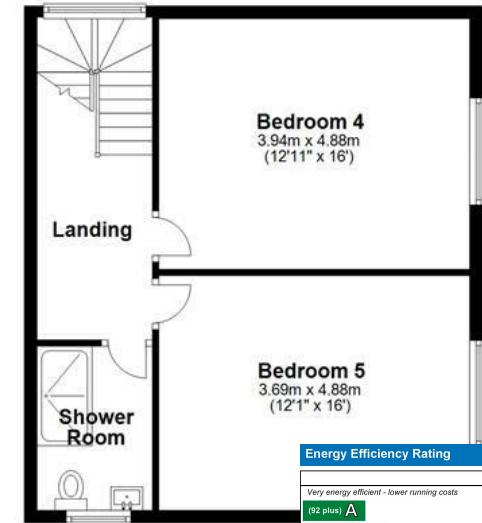 Bedroom 4
3.94m x 4.88m
(12'11" x 16')
Landing
Bedroom 5
3.69m x 4.88m
(12'1" x 16')
Shower
Room
Energy Efficiency Rating
Very energy efficient - lower running costs
(92 plus) A